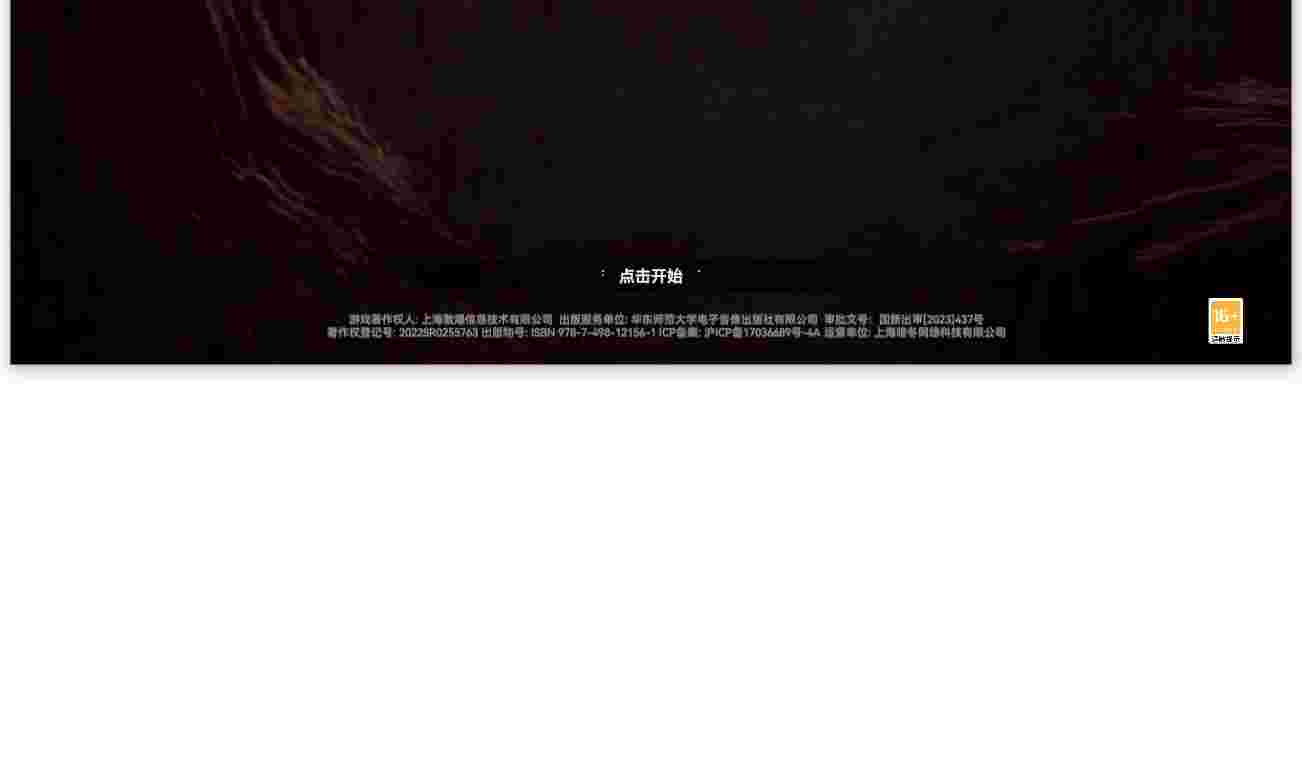 点击开始
游戏著作权人: 上海散爆信息技术有限公司 出版服务单位: 华东师范大学电子音像出版社有限公司 审批文号: 国新出审[2023]437号
著作权登记号: 2022SR0255763 出版物号: ISBN 978-7-498-12156-1 ICP备案: 沪ICP备17036689号-4A 运营单位: 上海暗冬网络科技有限公司
16+
适龄提示